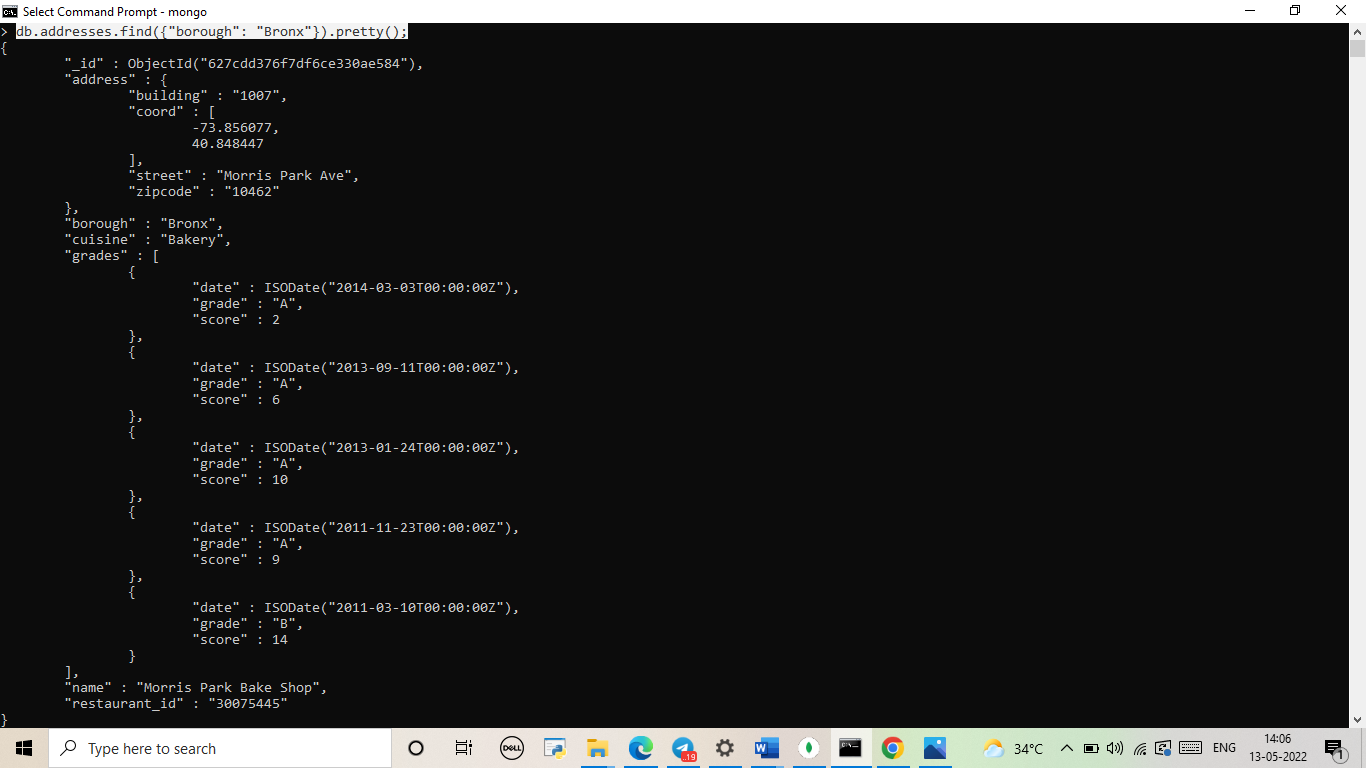 Select Command Prompt - mongo
> db.addresses.find({"borough": "Bronx"}).pretty();
{
        "_id" : ObjectId("627cdd376f7df6ce330ae584"),
        "address" : {
                "building" : "1007",
                "coord" : [
                        -73.856077,
                        40.848447
                ],
                "street" : "Morris Park Ave",
                "zipcode" : "10462"
        },
        "borough" : "Bronx",
        "cuisine" : "Bakery",
        "grades" : [
                {
                        "date" : ISODate("2014-03-03T00:00:00Z"),
                        "grade" : "A",
                        "score" : 2
                },
                {
                        "date" : ISODate("2013-09-11T00:00:00Z"),
                        "grade" : "A",
                        "score" : 6
                },
                {
                        "date" : ISODate("2013-01-24T00:00:00Z"),
                        "grade" : "A",
                        "score" : 10
                },
                {
                        "date" : ISODate("2011-11-23T00:00:00Z"),
                        "grade" : "A",
                        "score" : 9
                },
                {
                        "date" : ISODate("2011-03-10T00:00:00Z"),
                        "grade" : "B",
                        "score" : 14
                }
        ],
        "name" : "Morris Park Bake Shop",
        "restaurant_id" : "30075445"
}
Type here to search
DELL
19
34°C
ENG
14:06
13-05-2022
1